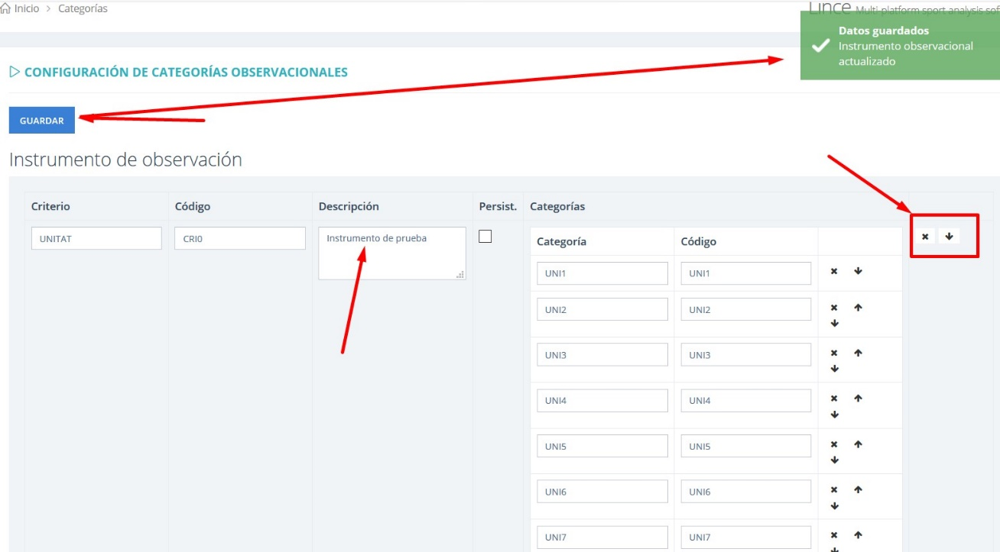 Inicio > Categorías
Lince Multi-platform sport analysis sof
Datos guardados
Instrumento observacional
actualizado
CONFIGURACIÓN DE CATEGORÍAS OBSERVACIONALES
GUARDAR
Instrumento de observación
Criterio Código Descripción Persist. Categorías
UNITAT CRI0 Instrumento de prueba
Categoría Código
UNI1 UNI1
UNI2 UNI2
UNI3 UNI3
UNI4 UNI4
UNI5 UNI5
UNI6 UNI6
UNI7 UNI7